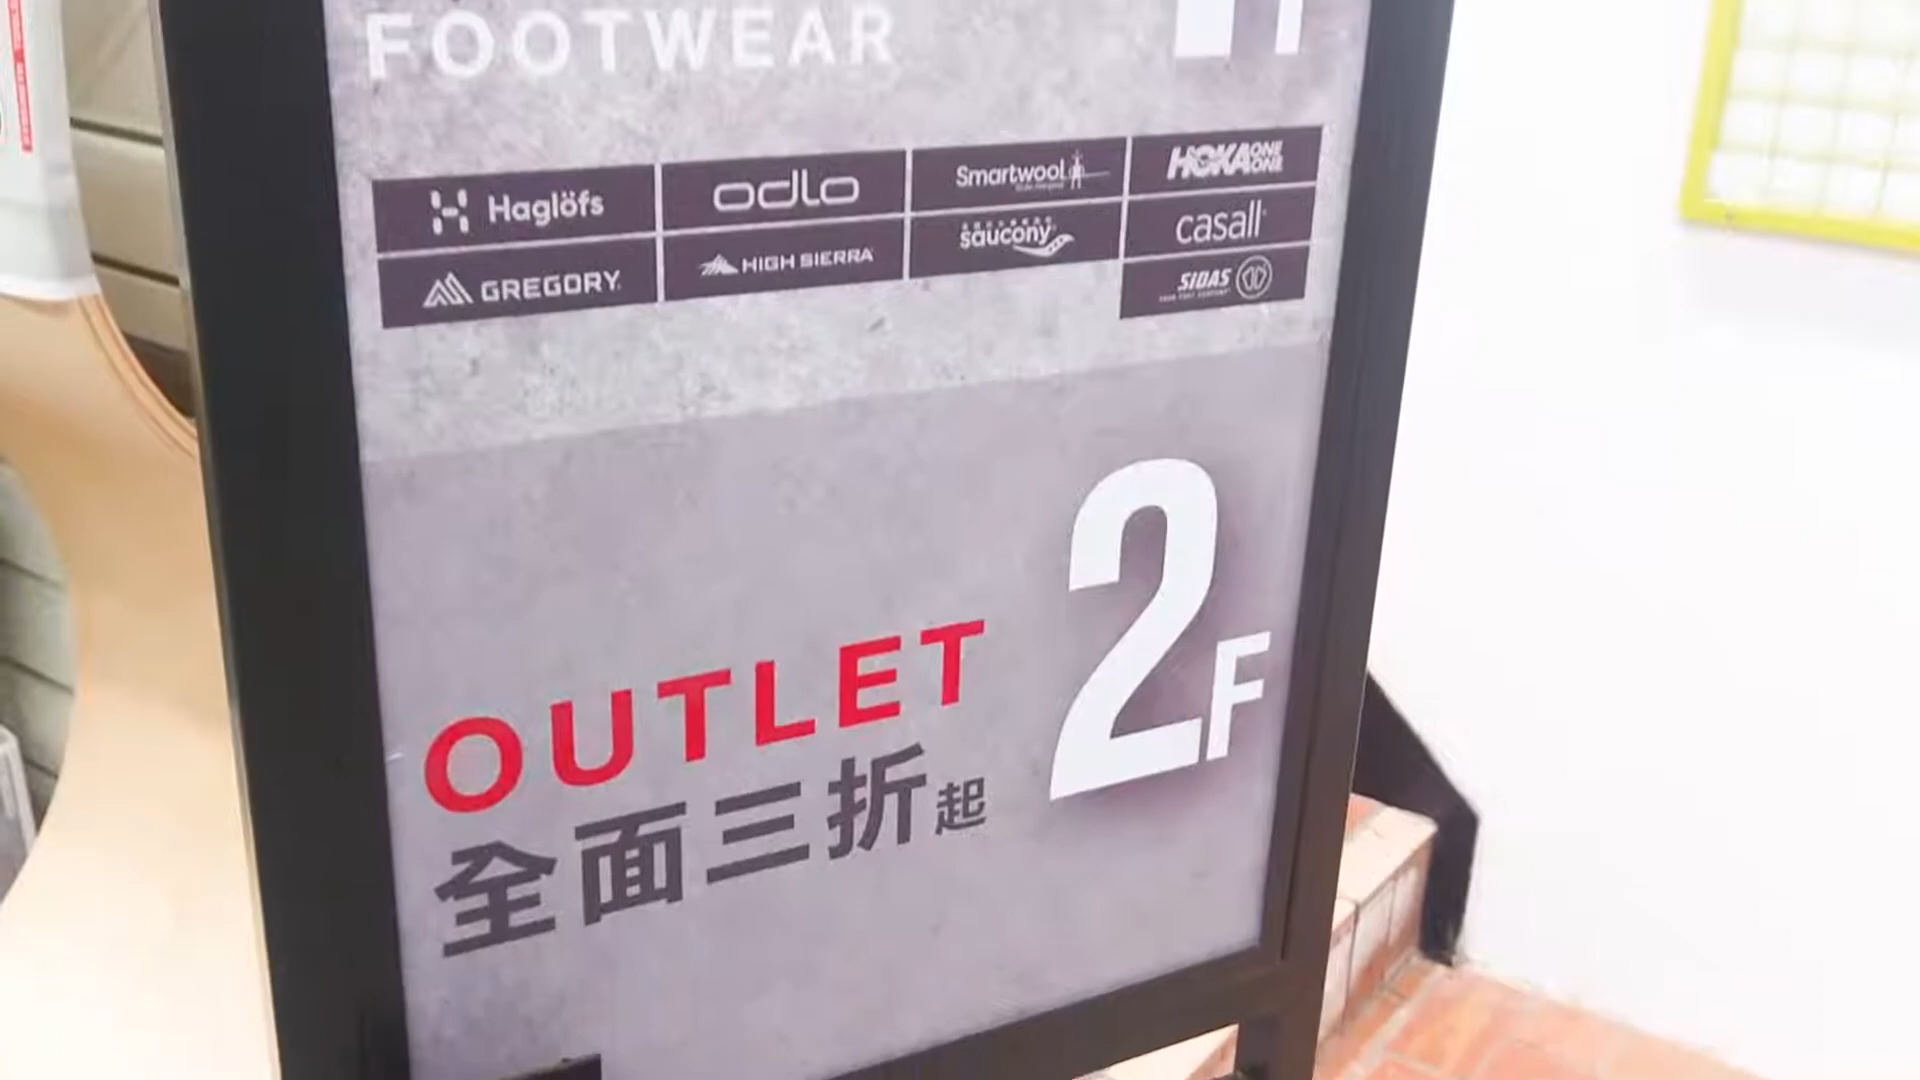 FOOTWEAR
Haglöfs
odlo
Smartwool
HOKA ONE ONE
GREGORY
HIGH SIERRA
saucony
casall
SIDAS
OUTLET
全面三折起
2F